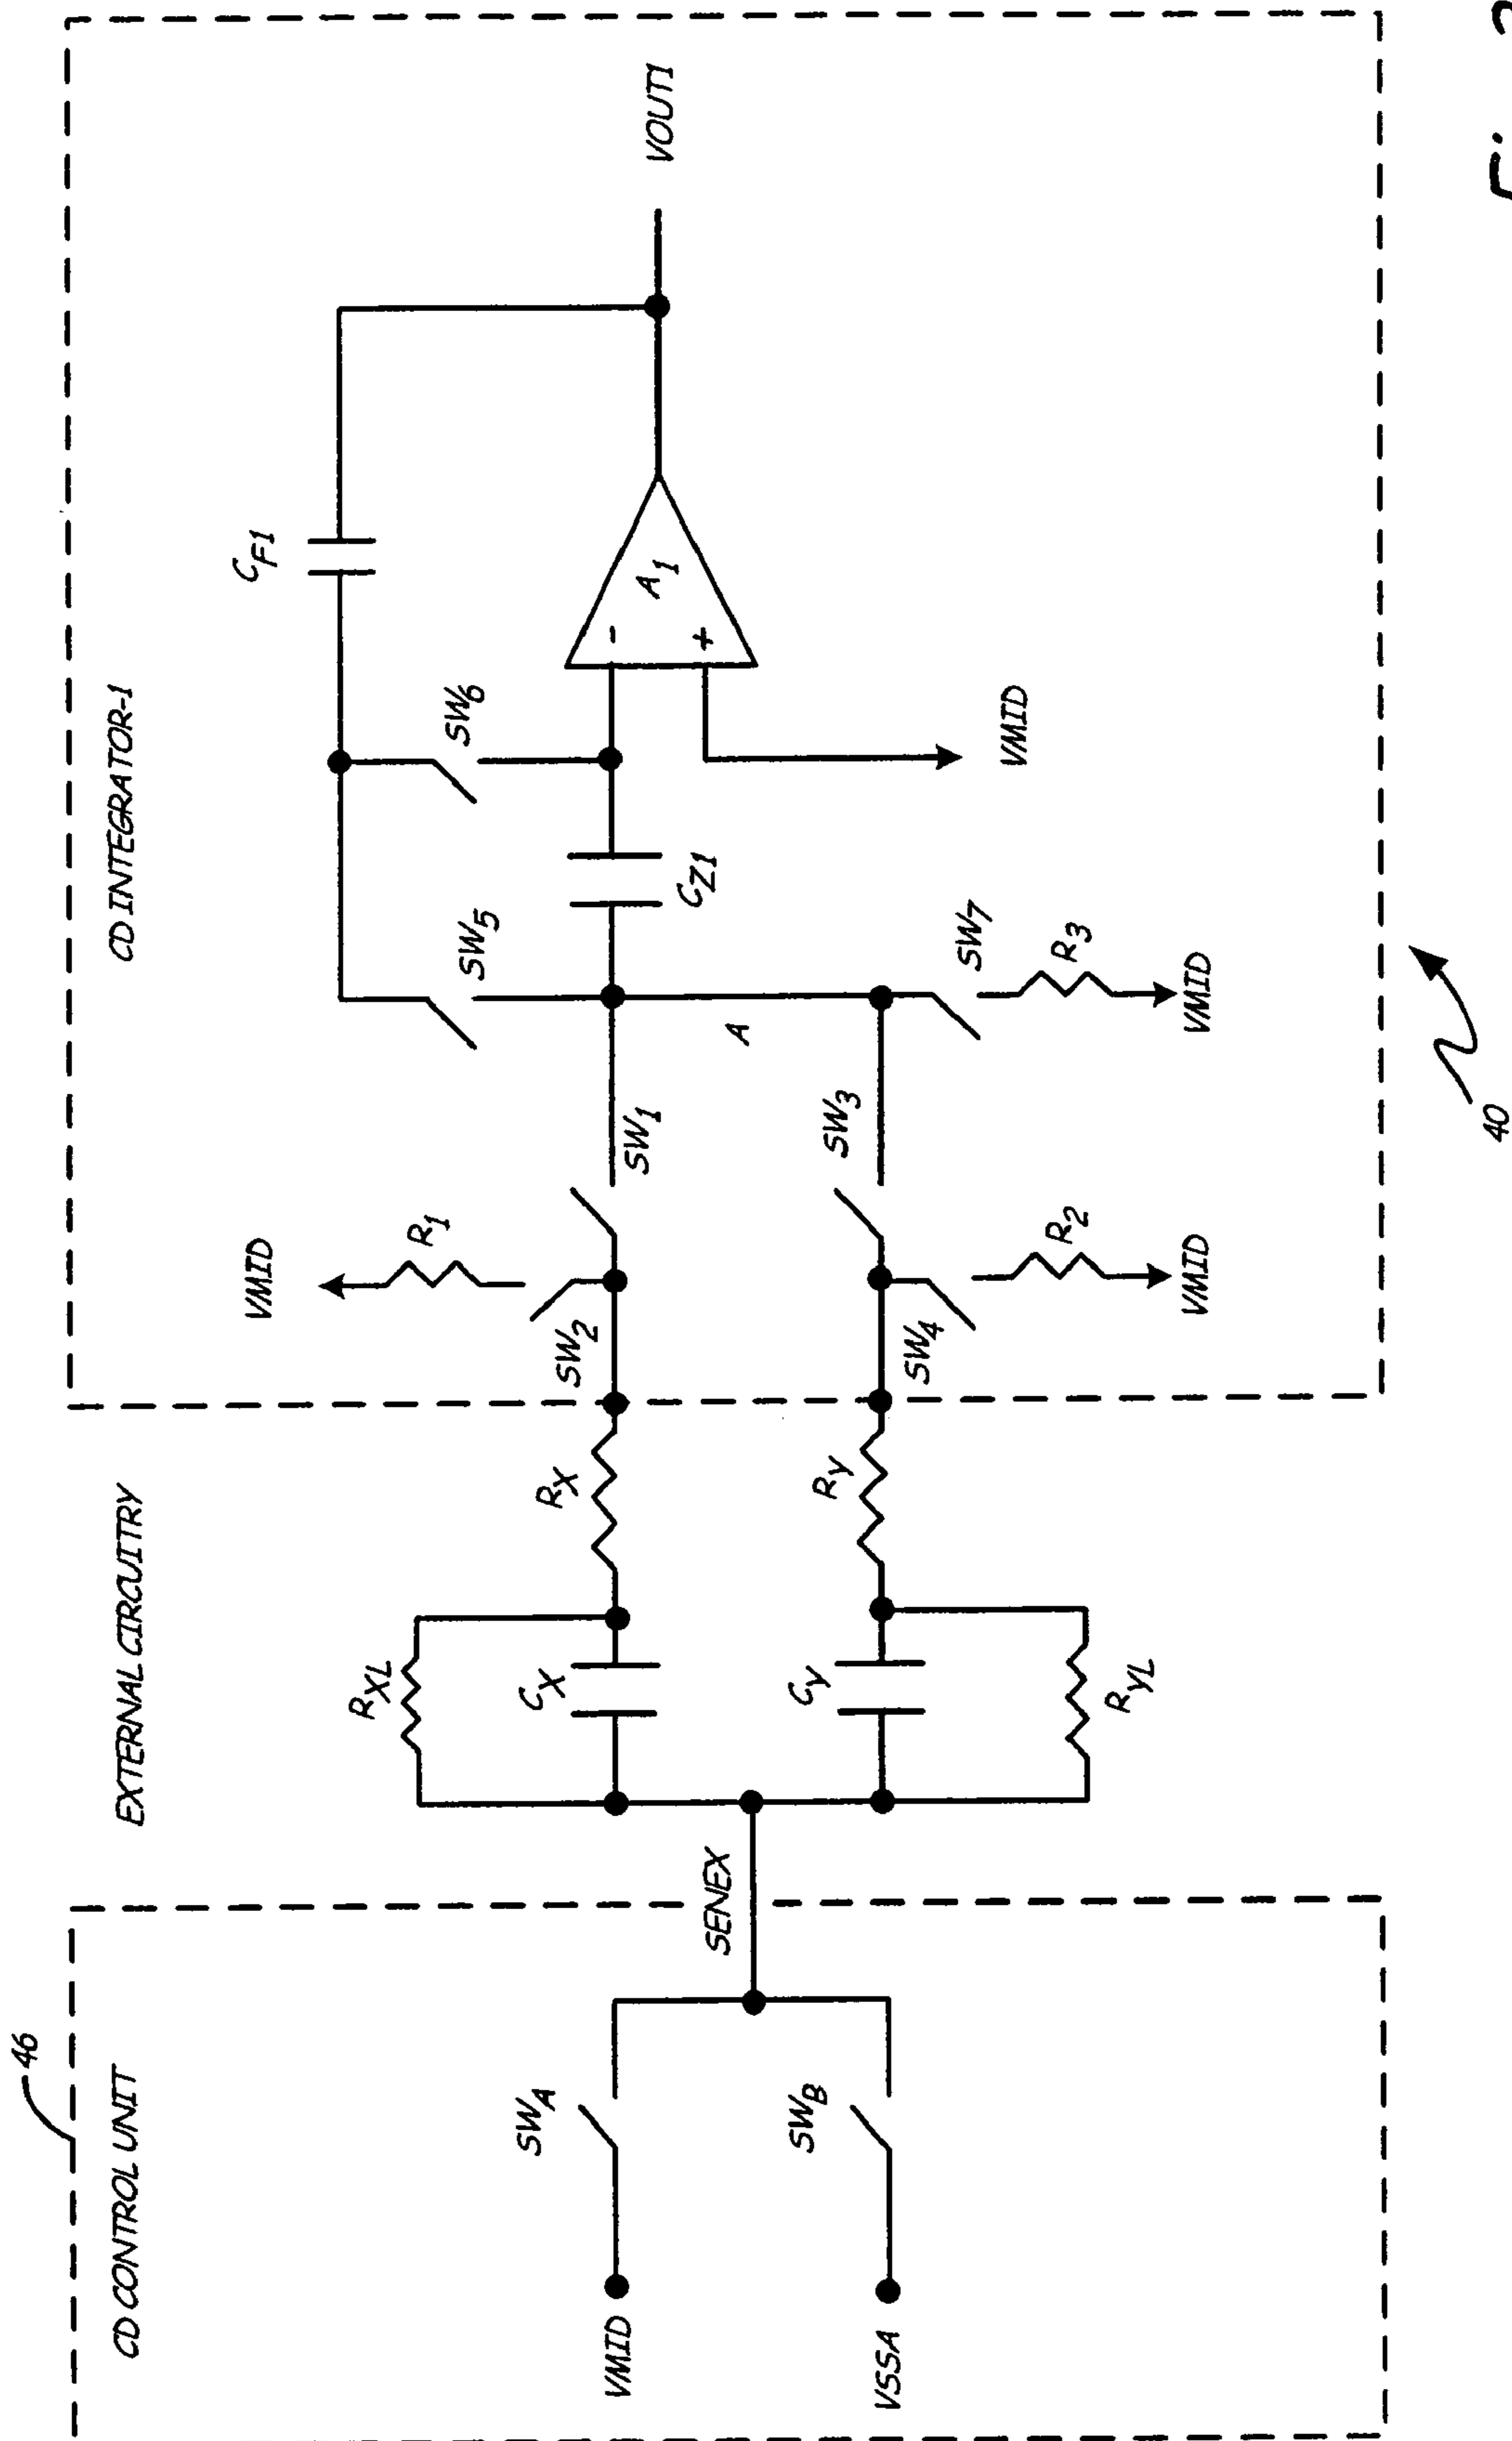 46
CD CONTROL UNIT
EXTERNAL CIRCUITRY
CD INTEGRATOR-1
VMID
SWA
VSSA
SWB
SENEX
RXL
CX
RX
CY
RYL
RY
VMID
R1
SW2
SW1
SW4
R2
VMID
SW3
A
SW5
CZ1
SW6
CF1
SW7
R3
VMID
A1
-
+
VMID
VOUT1
40